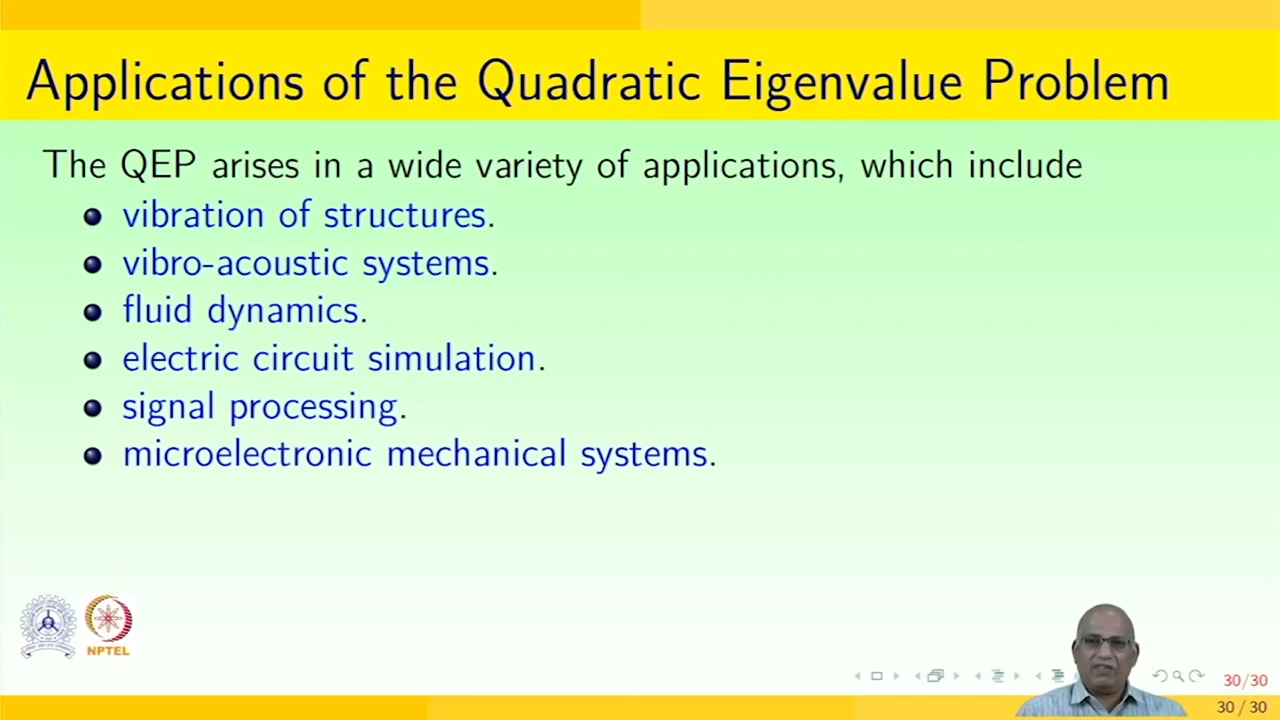 Applications of the Quadratic Eigenvalue Problem
The QEP arises in a wide variety of applications, which include
vibration of structures.
vibro-acoustic systems.
fluid dynamics.
electric circuit simulation.
signal processing.
microelectronic mechanical systems.
NPTEL
30/30
30 / 30